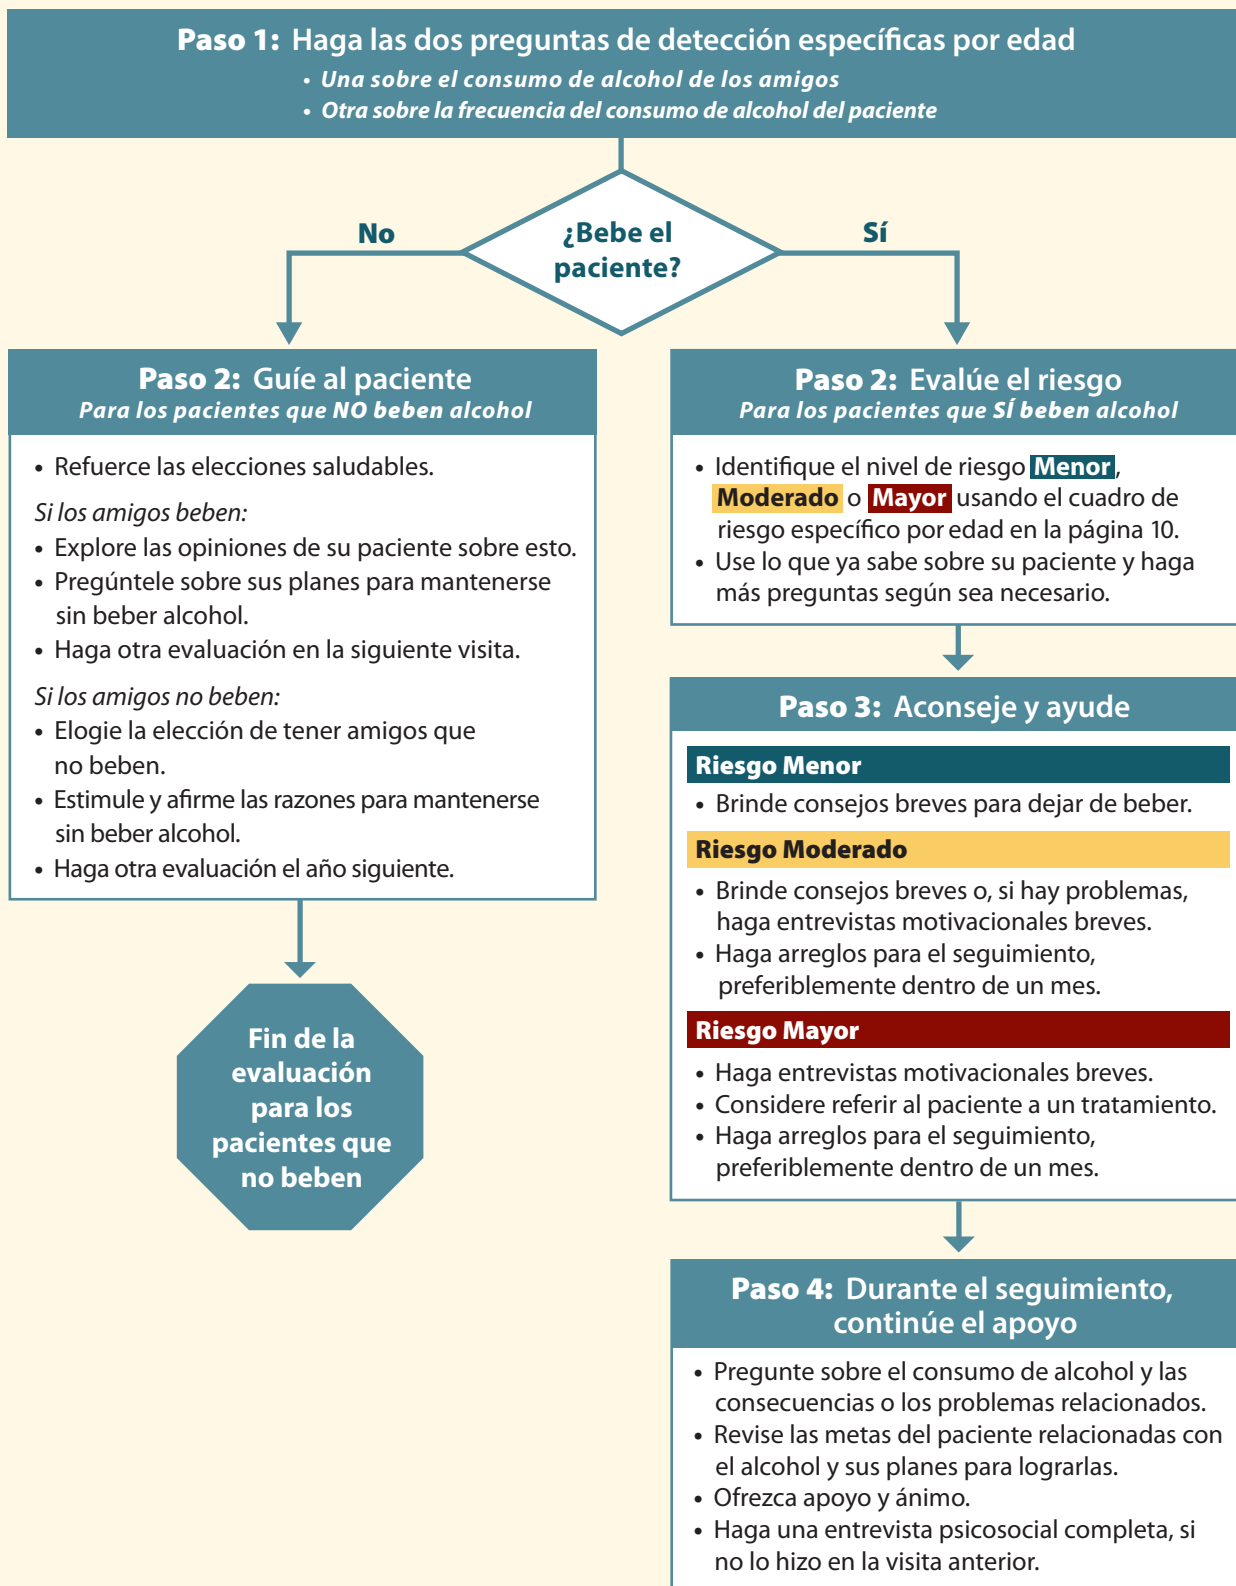 Paso 1: Haga las dos preguntas de detección específicas por edad
• Una sobre el consumo de alcohol de los amigos
• Otra sobre la frecuencia del consumo de alcohol del paciente
¿Bebe el
paciente?
No
Sí
Paso 2: Guíe al paciente
Para los pacientes que NO beben alcohol
• Refuerce las elecciones saludables.
Si los amigos beben:
• Explore las opiniones de su paciente sobre esto.
• Pregúntele sobre sus planes para mantenerse
sin beber alcohol.
• Haga otra evaluación en la siguiente visita.
Si los amigos no beben:
• Elogie la elección de tener amigos que
no beben.
• Estimule y afirme las razones para mantenerse
sin beber alcohol.
• Haga otra evaluación el año siguiente.
Fin de la
evaluación
para los
pacientes que
no beben
Paso 2: Evalúe el riesgo
Para los pacientes que SÍ beben alcohol
• Identifique el nivel de riesgo Menor,
Moderado o Mayor usando el cuadro de
riesgo específico por edad en la página 10.
• Use lo que ya sabe sobre su paciente y haga
más preguntas según sea necesario.
Paso 3: Aconseje y ayude
Riesgo Menor
• Brinde consejos breves para dejar de beber.
Riesgo Moderado
• Brinde consejos breves o, si hay problemas,
haga entrevistas motivacionales breves.
• Haga arreglos para el seguimiento,
preferiblemente dentro de un mes.
Riesgo Mayor
• Haga entrevistas motivacionales breves.
• Considere referir al paciente a un tratamiento.
• Haga arreglos para el seguimiento,
preferiblemente dentro de un mes.
Paso 4: Durante el seguimiento,
continúe el apoyo
• Pregunte sobre el consumo de alcohol y las
consecuencias o los problemas relacionados.
• Revise las metas del paciente relacionadas con
el alcohol y sus planes para lograrlas.
• Ofrezca apoyo y ánimo.
• Haga una entrevista psicosocial completa, si
no lo hizo en la visita anterior.